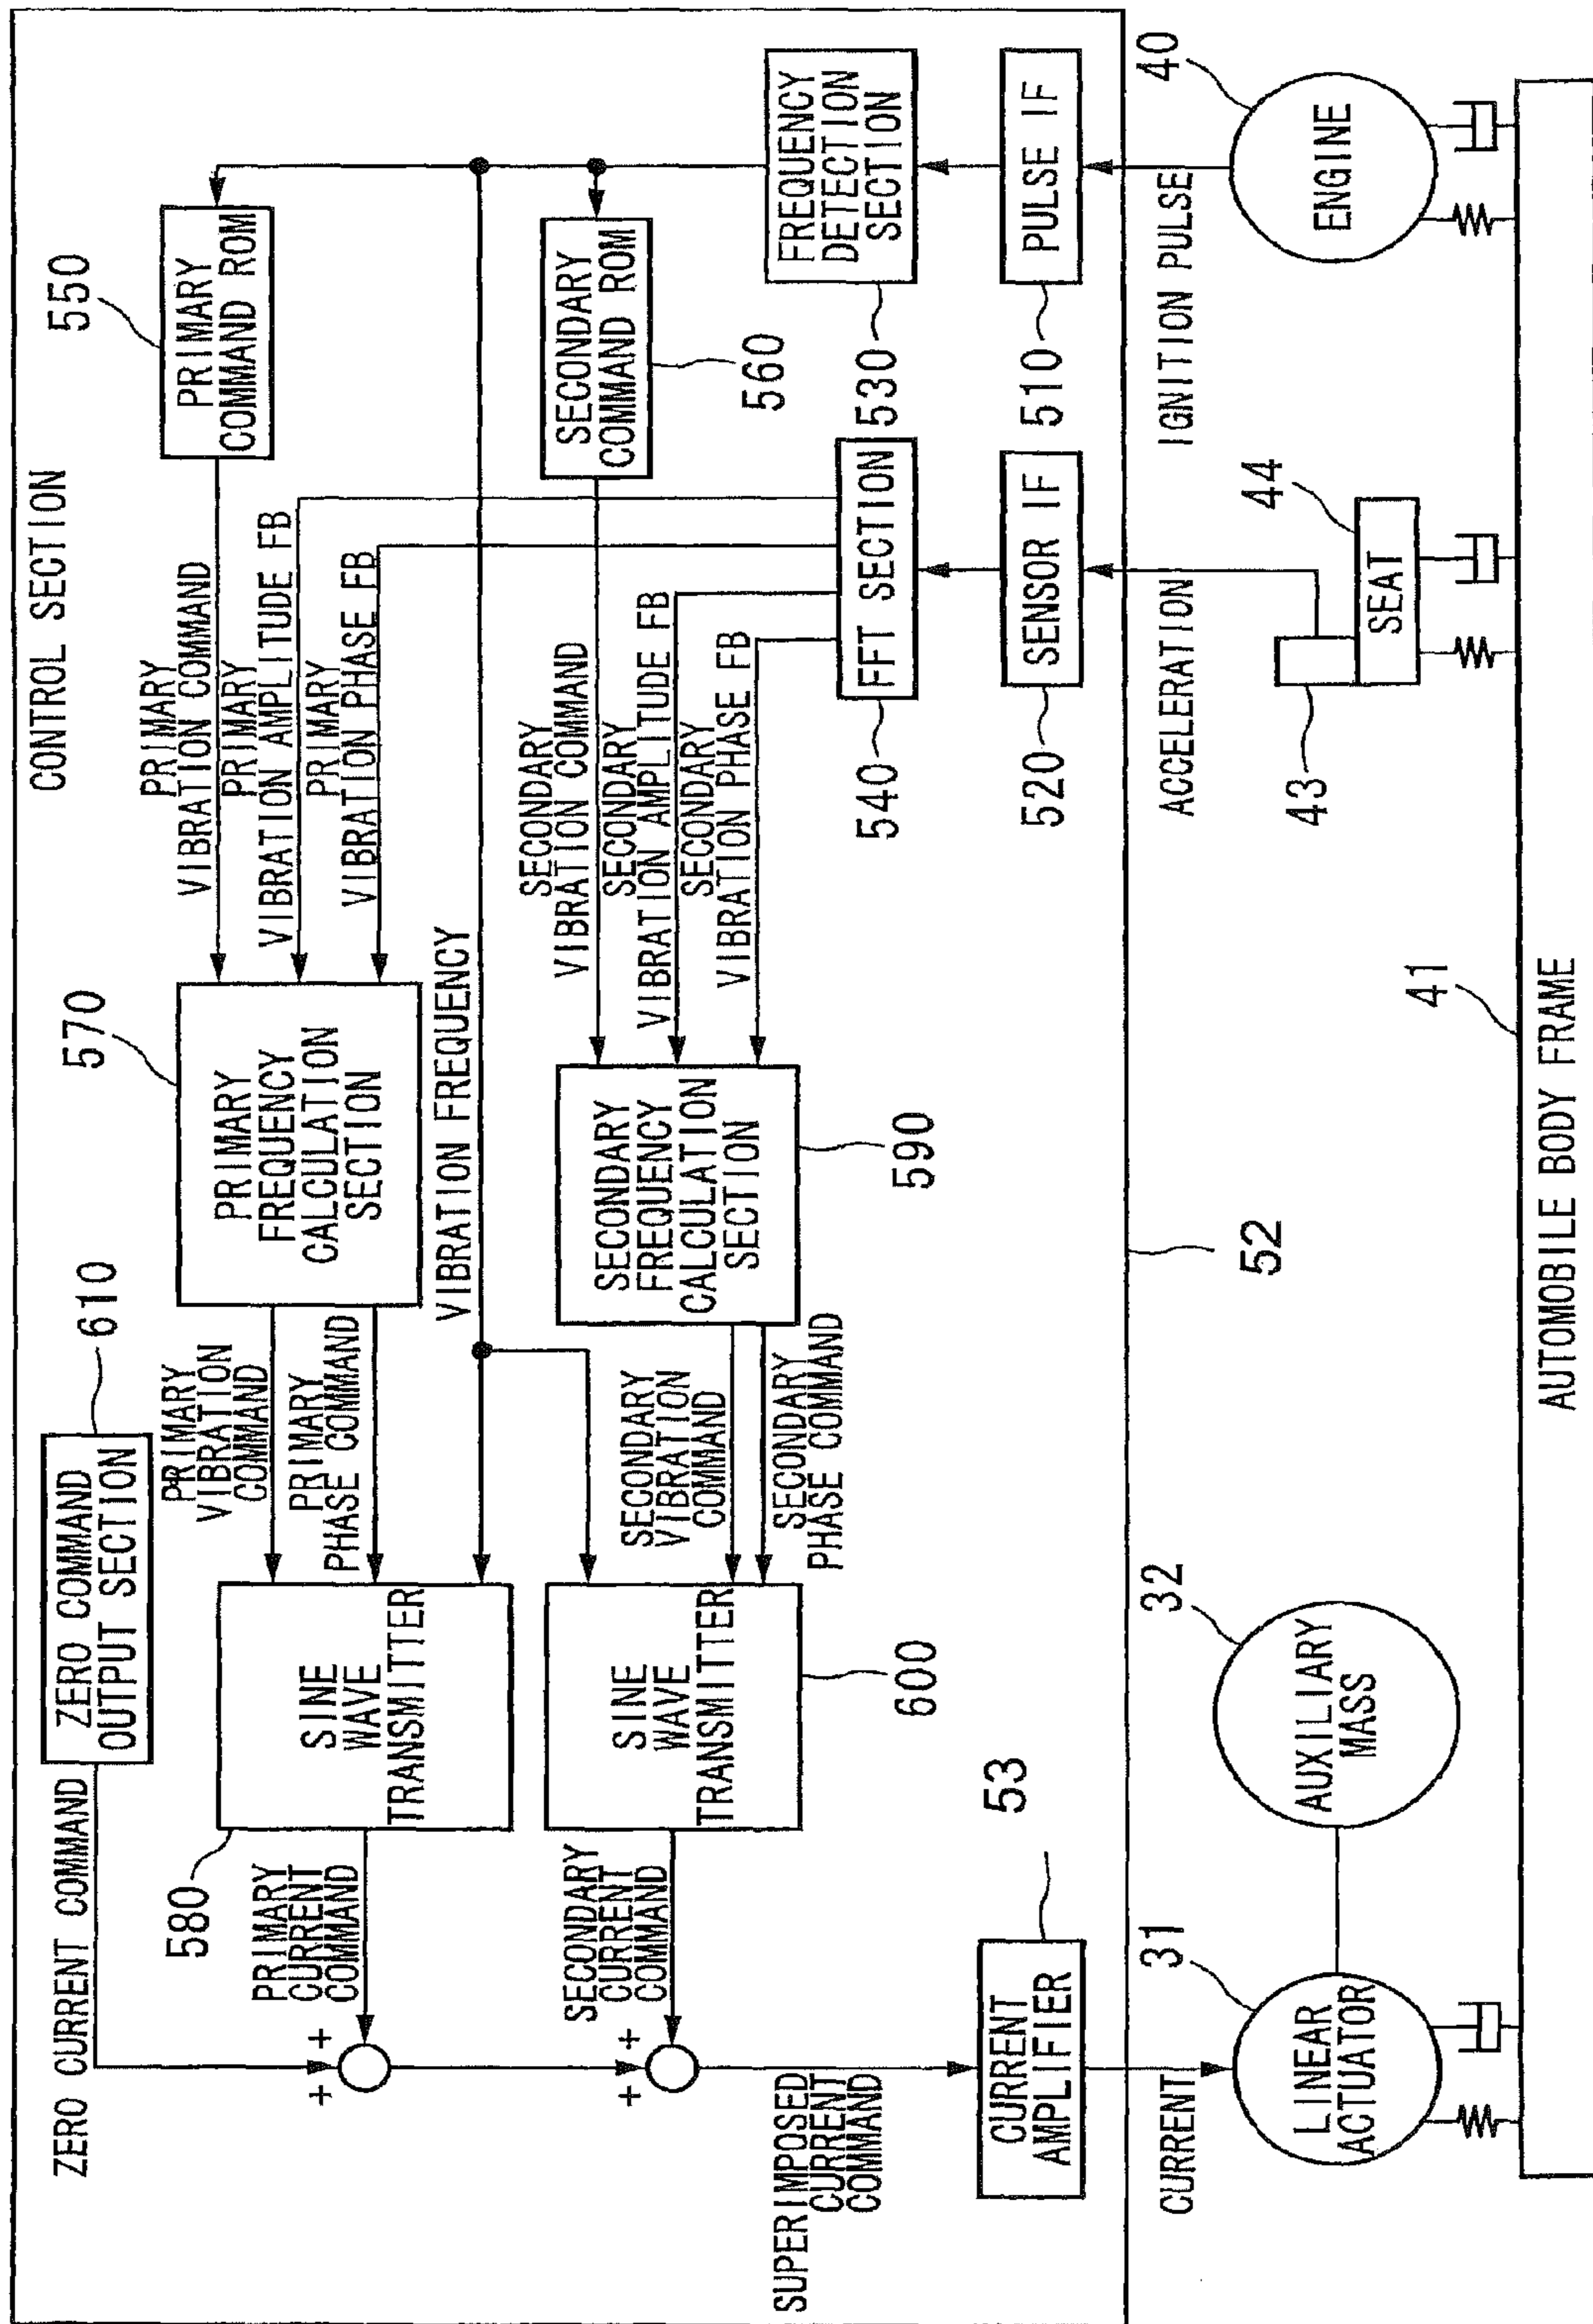 CONTROL SECTION
ZERO CURRENT COMMAND
ZERO COMMAND
OUTPUT SECTION
610
570
550
PRIMARY
COMMAND ROM
PRIMARY
VIBRATION COMMAND
PRIMARY
VIBRATION AMPLITUDE FB
PRIMARY
VIBRATION PHASE FB
PRIMARY
FREQUENCY
CALCULATION
SECTION
PRIMARY
VIBRATION
COMMAND
PRIMARY
PHASE COMMAND
SINE
WAVE
TRANSMITTER
580
PRIMARY
CURRENT
COMMAND
+
+
VIBRATION FREQUENCY
SECONDARY
COMMAND ROM
560
SECONDARY
VIBRATION COMMAND
SECONDARY
VIBRATION AMPLITUDE FB
SECONDARY
VIBRATION PHASE FB
SECONDARY
FREQUENCY
CALCULATION
SECTION
590
SECONDARY
VIBRATION
COMMAND
SECONDARY
PHASE COMMAND
SINE
WAVE
TRANSMITTER
600
SECONDARY
CURRENT
COMMAND
+
+
SUPERIMPOSED
CURRENT
COMMAND
CURRENT
AMPLIFIER
53
FFT SECTION
540
FREQUENCY
DETECTION
SECTION
530
SENSOR IF
520
PULSE IF
510
52
CURRENT
ACCELERATION
IGNITION PULSE
LINEAR
ACTUATOR
31
AUXILIARY
MASS
32
43
SEAT
44
ENGINE
40
41
AUTOMOBILE BODY FRAME